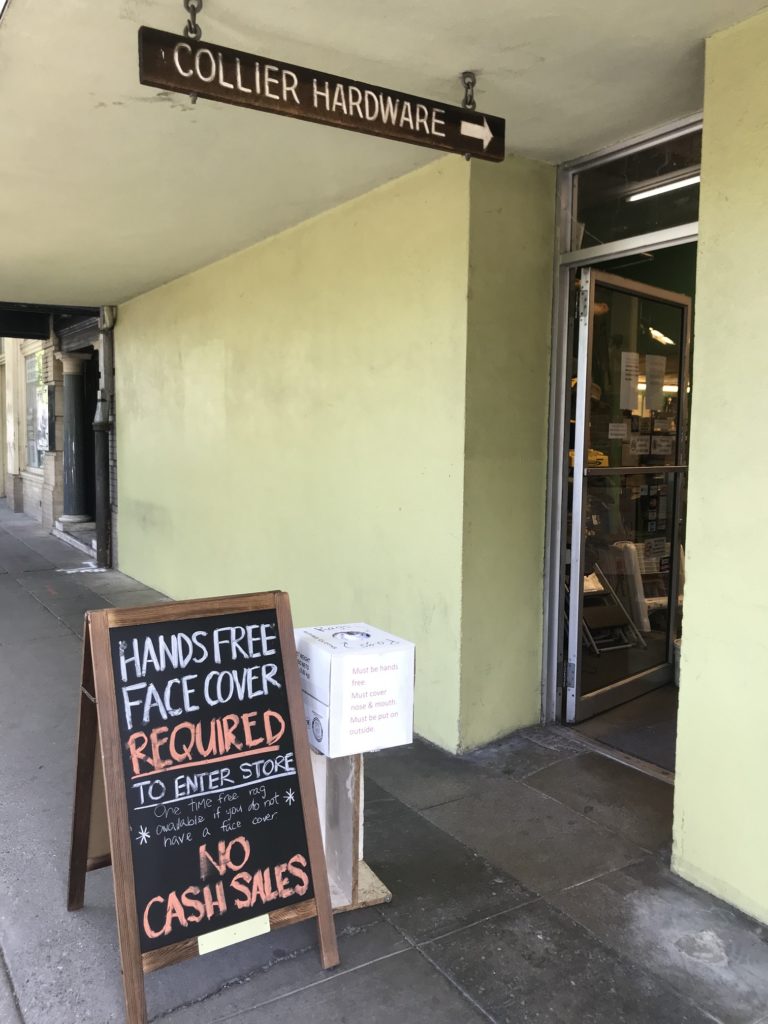 COLLIER HARDWARE
HANDS FREE
FACE COVER
REQUIRED
TO ENTER STORE
One time free rag
* available if you do not *
have a face cover
NO
CASH SALES
Rags
Must be hands
free.
Must cover
nose & mouth.
Must be put on
outside.